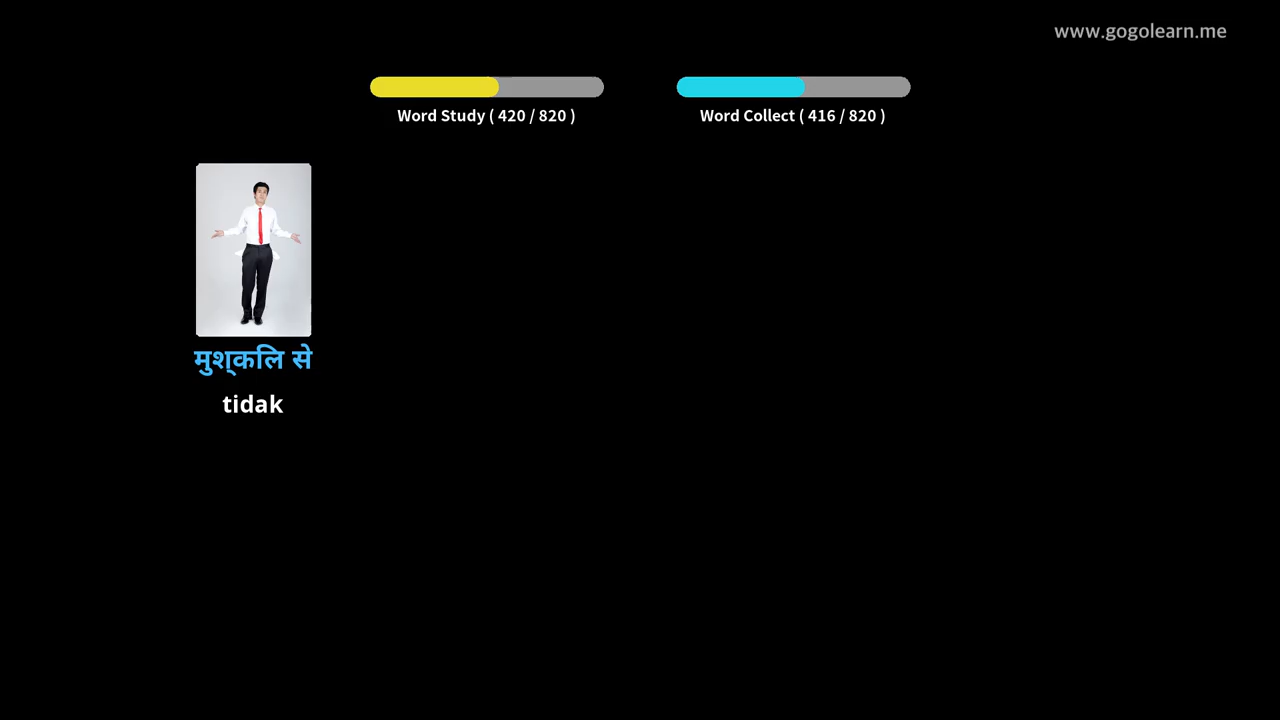 www.gogolearn.me
Word Study ( 420 / 820 )
Word Collect ( 416 / 820 )
मुश्कलि से
tidak